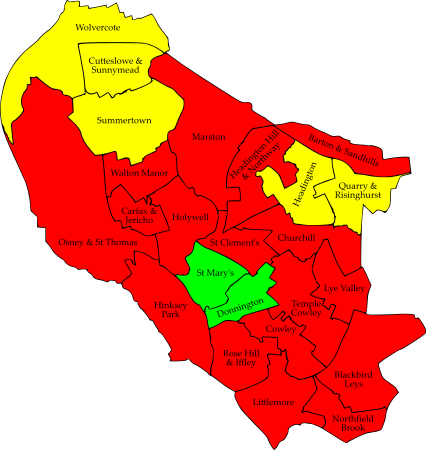 Wolvercote
Cutteslowe &
Sunnymead
Summertown
Marston
Barton & Sandhills
Headington Hill
& Northway
Headington
Quarry &
Risinghurst
Walton Manor
Carfax &
Jericho
Holywell
Osney & St Thomas
St Clement's
Churchill
St Mary's
Lye Valley
Hinksey
Park
Donnington
Temple
Cowley
Cowley
Rose Hill
& Iffley
Blackbird
Leys
Littlemore
Northfield
Brook